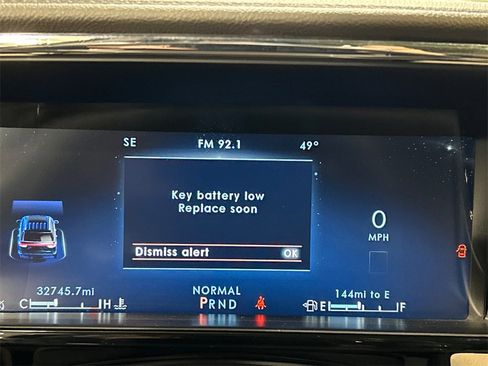 SE FM 92.1 49°
Key battery low
Replace soon
0
MPH
Dismiss alert OK
32745.7mi NORMAL 144mi to E
C H PRND E F